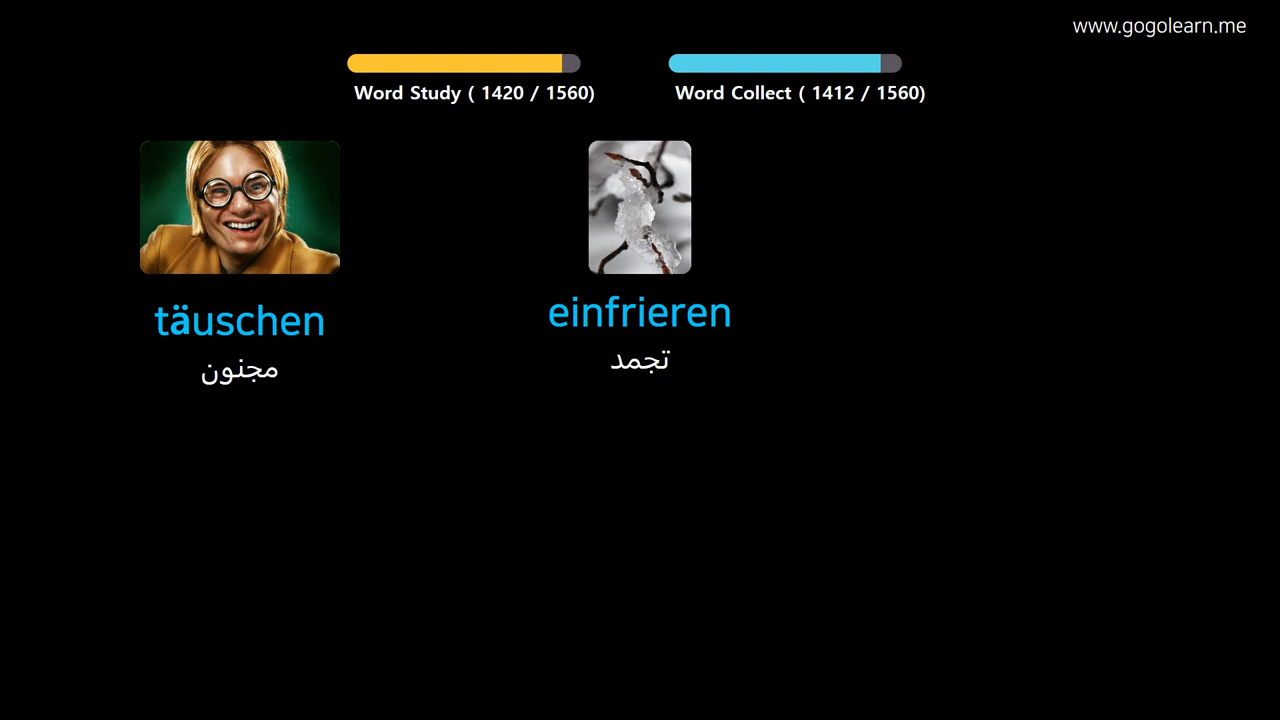 www.gogolearn.me
Word Study ( 1420 / 1560)
Word Collect ( 1412 / 1560)
täuschen
مجنون
einfrieren
تجمد